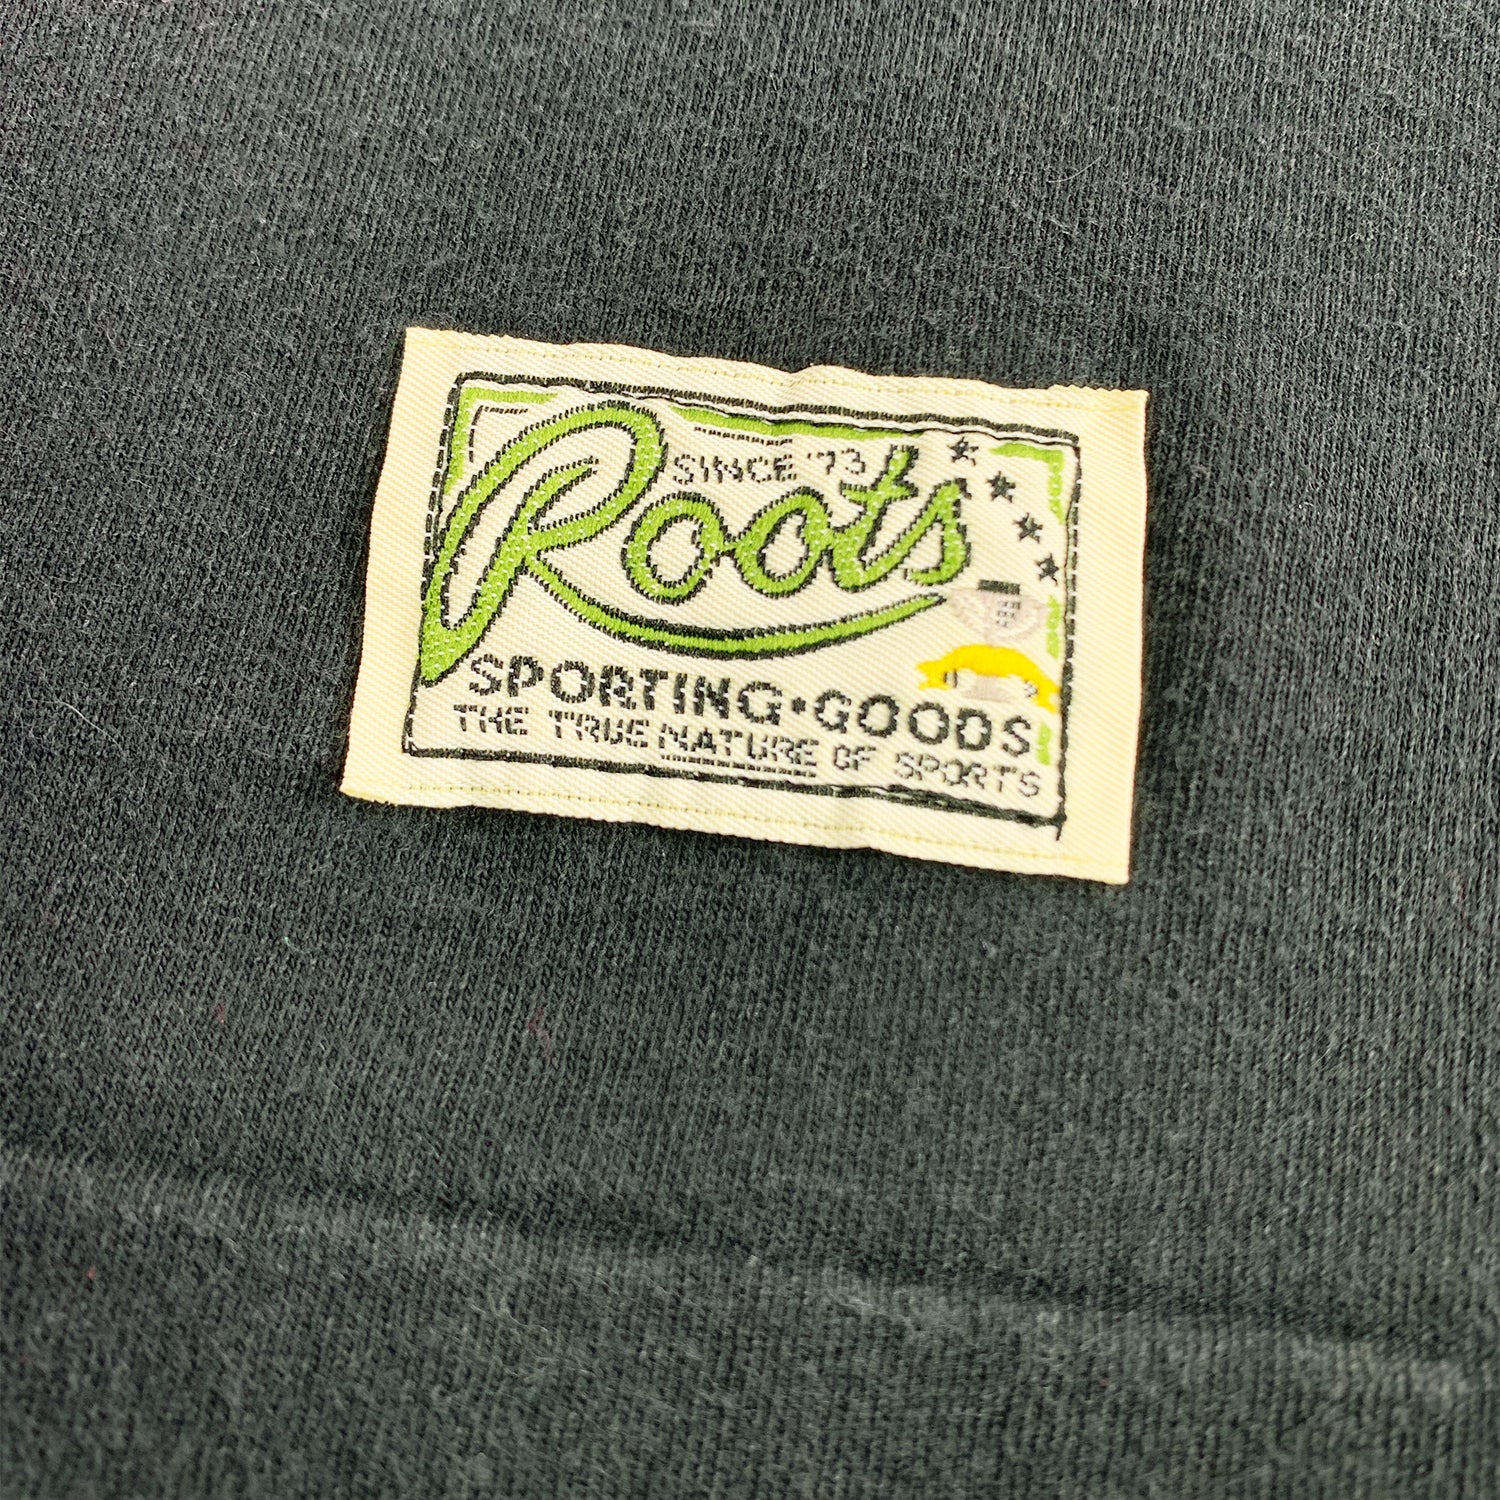 SINCE '73
Roots
SPORTING•GOODS
THE TRUE NATURE OF SPORTS